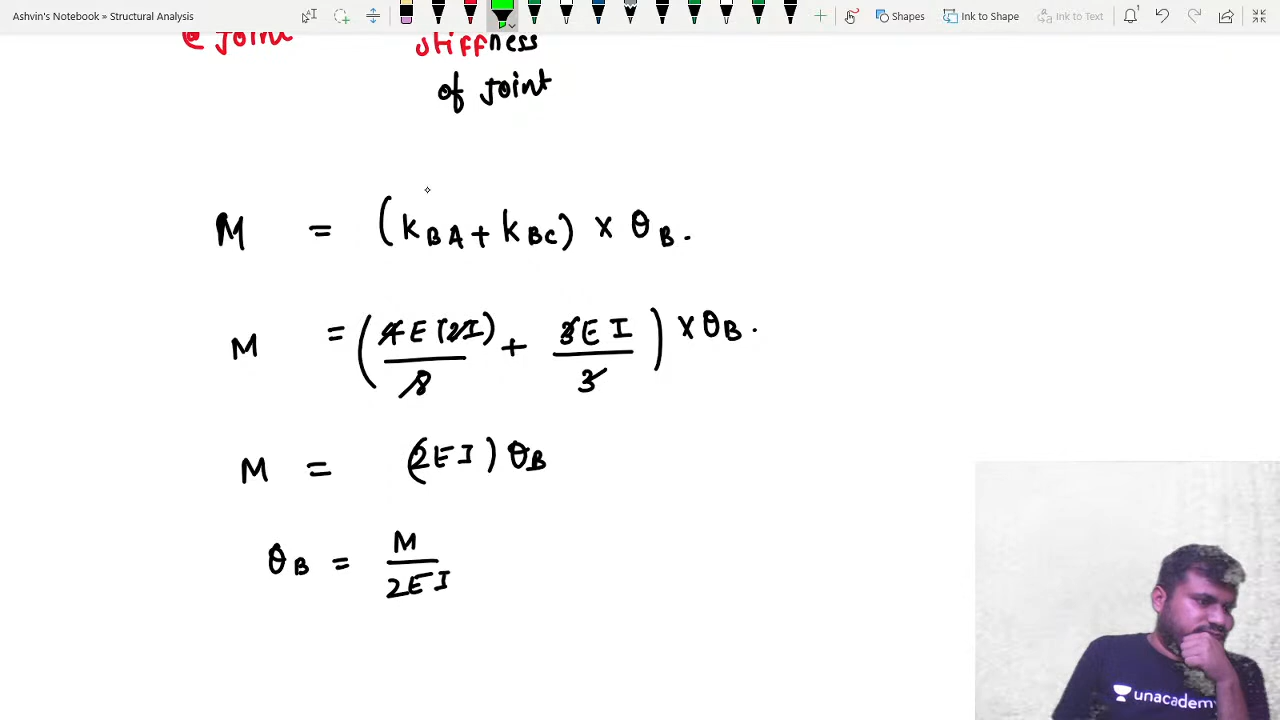 Ashvin's Notebook » Structural Analysis
Shapes
Ink to Shape
Ink to Text
@ joint
stiffness
of joint
M = (KBA + KBC) × θB.
M = (4E(2I)/8 + 3EI/3) × θB.
M = (2EI) θB
θB = M/2EI
unacademy